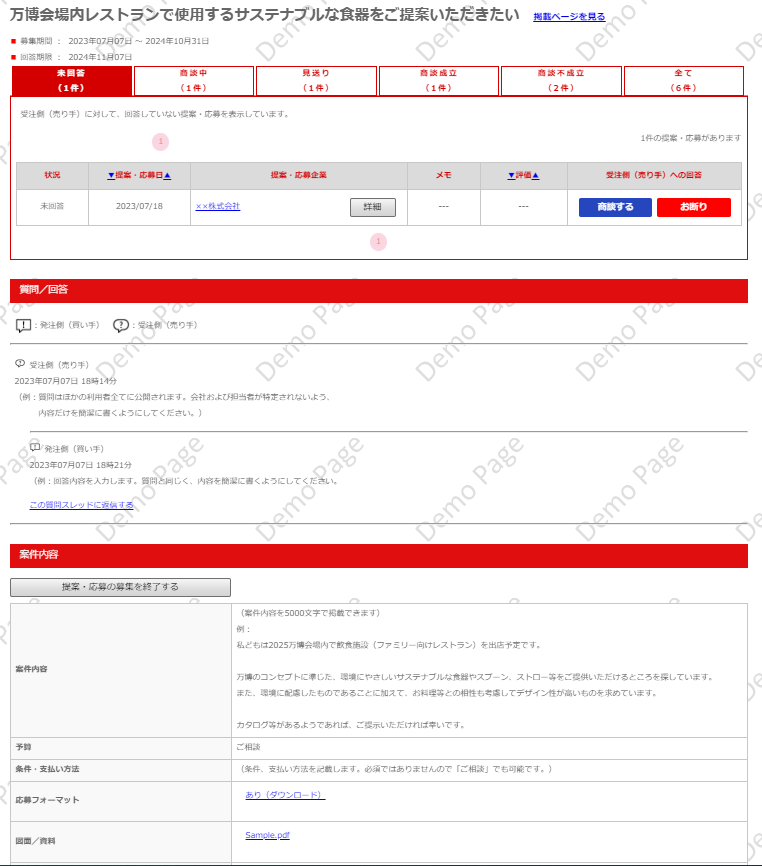 万博会場内レストランで使用するサステナブルな食器をご提案いただきたい 掲載ページを見る
■ 募集期間 ： 2023年07月07日 ～ 2024年10月31日
■ 回答期限 ： 2024年11月07日
未回答 商談中 見送り 商談成立 商談不成立 全て
（1件） （1件） （1件） （1件） （2件） （6件）
受注側（売り手）に対して、回答していない提案・応募を表示しています。
1
1件の提案・応募があります
状況 ▼提案・応募日▲ 提案・応募企業 メモ ▼評価▲ 受注側（売り手）への回答
未回答 2023/07/18 ××株式会社 詳細 --- --- 商談する お断り
1
質問／回答
！：発注側（買い手） ？：受注側（売り手）
? 受注側（売り手）
2023年07月07日 18時14分
（例：質問はほかの利用者全てに公開されます。会社および担当者が特定されないよう、
内容だけを簡潔に書くようにしてください。）
! 発注側（買い手）
2023年07月07日 18時21分
（例：回答内容を入力します。質問と同じく、内容を簡潔に書くようにしてください。
この質問スレッドに返信する
案件内容
提案・応募の募集を終了する
案件内容
（案件内容を5000文字で掲載できます）
例：
私どもは2025万博会場内で飲食施設（ファミリー向けレストラン）を出店予定です。
万博のコンセプトに準じた、環境にやさしいサステナブルな食器やスプーン、ストロー等をご提供いただけるところを探しています。
また、環境に配慮したものであることに加えて、お料理等との相性も考慮してデザイン性が高いものを求めています。
カタログ等があるようであれば、ご提示いただければ幸いです。
予算 ご相談
条件・支払い方法 （条件、支払い方法を記載します。必須ではありませんので「ご相談」でも可能です。）
応募フォーマット あり（ダウンロード）
図面／資料 Sample.pdf
Demo Page